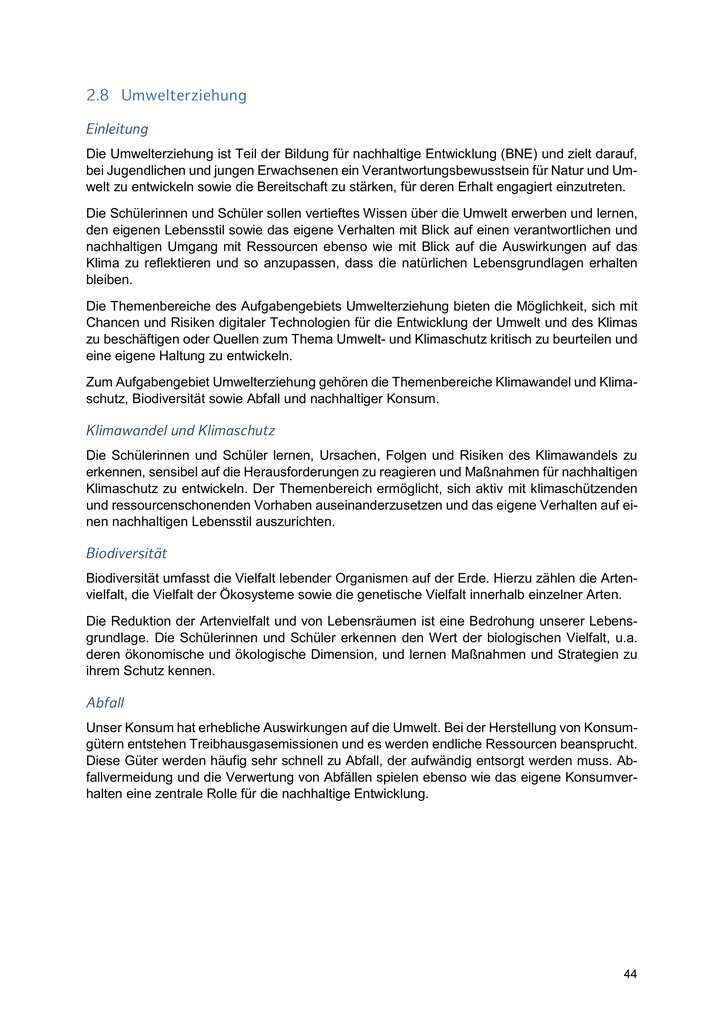 2.8 Umwelterziehung
Einleitung
Die Umwelterziehung ist Teil der Bildung für nachhaltige Entwicklung (BNE) und zielt darauf,
bei Jugendlichen und jungen Erwachsenen ein Verantwortungsbewusstsein für Natur und Um-
welt zu entwickeln sowie die Bereitschaft zu stärken, für deren Erhalt engagiert einzutreten.
Die Schülerinnen und Schüler sollen vertieftes Wissen über die Umwelt erwerben und lernen,
den eigenen Lebensstil sowie das eigene Verhalten mit Blick auf einen verantwortlichen und
nachhaltigen Umgang mit Ressourcen ebenso wie mit Blick auf die Auswirkungen auf das
Klima zu reflektieren und so anzupassen, dass die natürlichen Lebensgrundlagen erhalten
bleiben.
Die Themenbereiche des Aufgabengebiets Umwelterziehung bieten die Möglichkeit, sich mit
Chancen und Risiken digitaler Technologien für die Entwicklung der Umwelt und des Klimas
zu beschäftigen oder Quellen zum Thema Umwelt- und Klimaschutz kritisch zu beurteilen und
eine eigene Haltung zu entwickeln.
Zum Aufgabengebiet Umwelterziehung gehören die Themenbereiche Klimawandel und Klima-
schutz, Biodiversität sowie Abfall und nachhaltiger Konsum.
Klimawandel und Klimaschutz
Die Schülerinnen und Schüler lernen, Ursachen, Folgen und Risiken des Klimawandels zu
erkennen, sensibel auf die Herausforderungen zu reagieren und Maßnahmen für nachhaltigen
Klimaschutz zu entwickeln. Der Themenbereich ermöglicht, sich aktiv mit klimaschützenden
und ressourcenschonenden Vorhaben auseinanderzusetzen und das eigene Verhalten auf ei-
nen nachhaltigen Lebensstil auszurichten.
Biodiversität
Biodiversität umfasst die Vielfalt lebender Organismen auf der Erde. Hierzu zählen die Arten-
vielfalt, die Vielfalt der Ökosysteme sowie die genetische Vielfalt innerhalb einzelner Arten.
Die Reduktion der Artenvielfalt und von Lebensräumen ist eine Bedrohung unserer Lebens-
grundlage. Die Schülerinnen und Schüler erkennen den Wert der biologischen Vielfalt, u.a.
deren ökonomische und ökologische Dimension, und lernen Maßnahmen und Strategien zu
ihrem Schutz kennen.
Abfall
Unser Konsum hat erhebliche Auswirkungen auf die Umwelt. Bei der Herstellung von Konsum-
gütern entstehen Treibhausgasemissionen und es werden endliche Ressourcen beansprucht.
Diese Güter werden häufig sehr schnell zu Abfall, der aufwändig entsorgt werden muss. Ab-
fallvermeidung und die Verwertung von Abfällen spielen ebenso wie das eigene Konsumver-
halten eine zentrale Rolle für die nachhaltige Entwicklung.
44